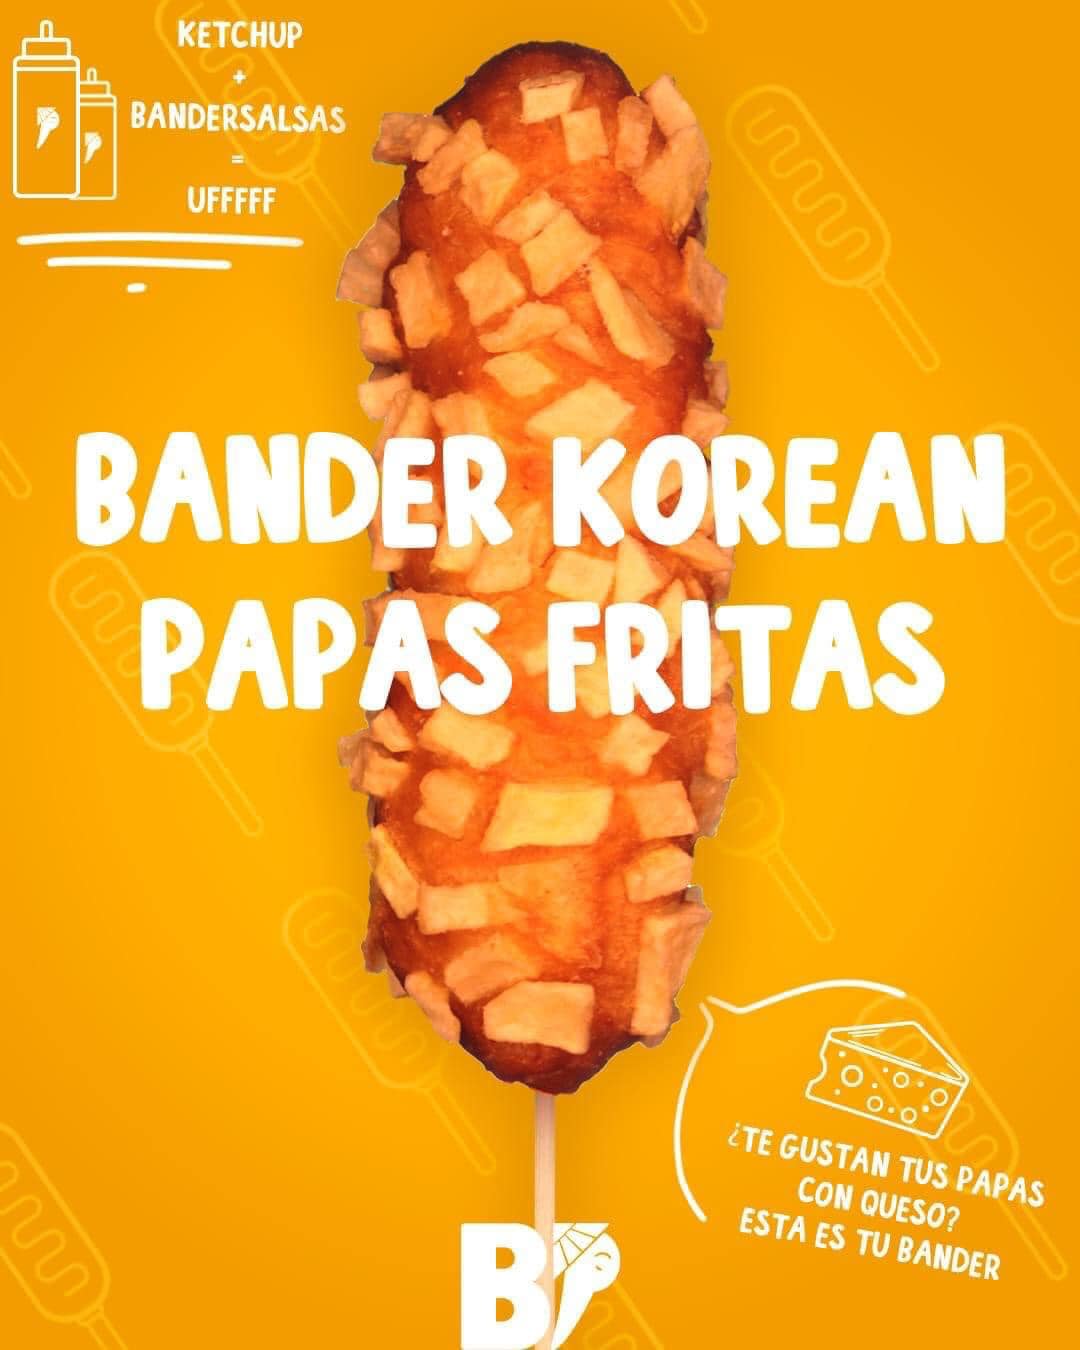 KETCHUP
+
BANDERSALSAS
=
UFFFFF
BANDER KOREAN
PAPAS FRITAS
¿TE GUSTAN TUS PAPAS
CON QUESO?
ESTA ES TU BANDER
B